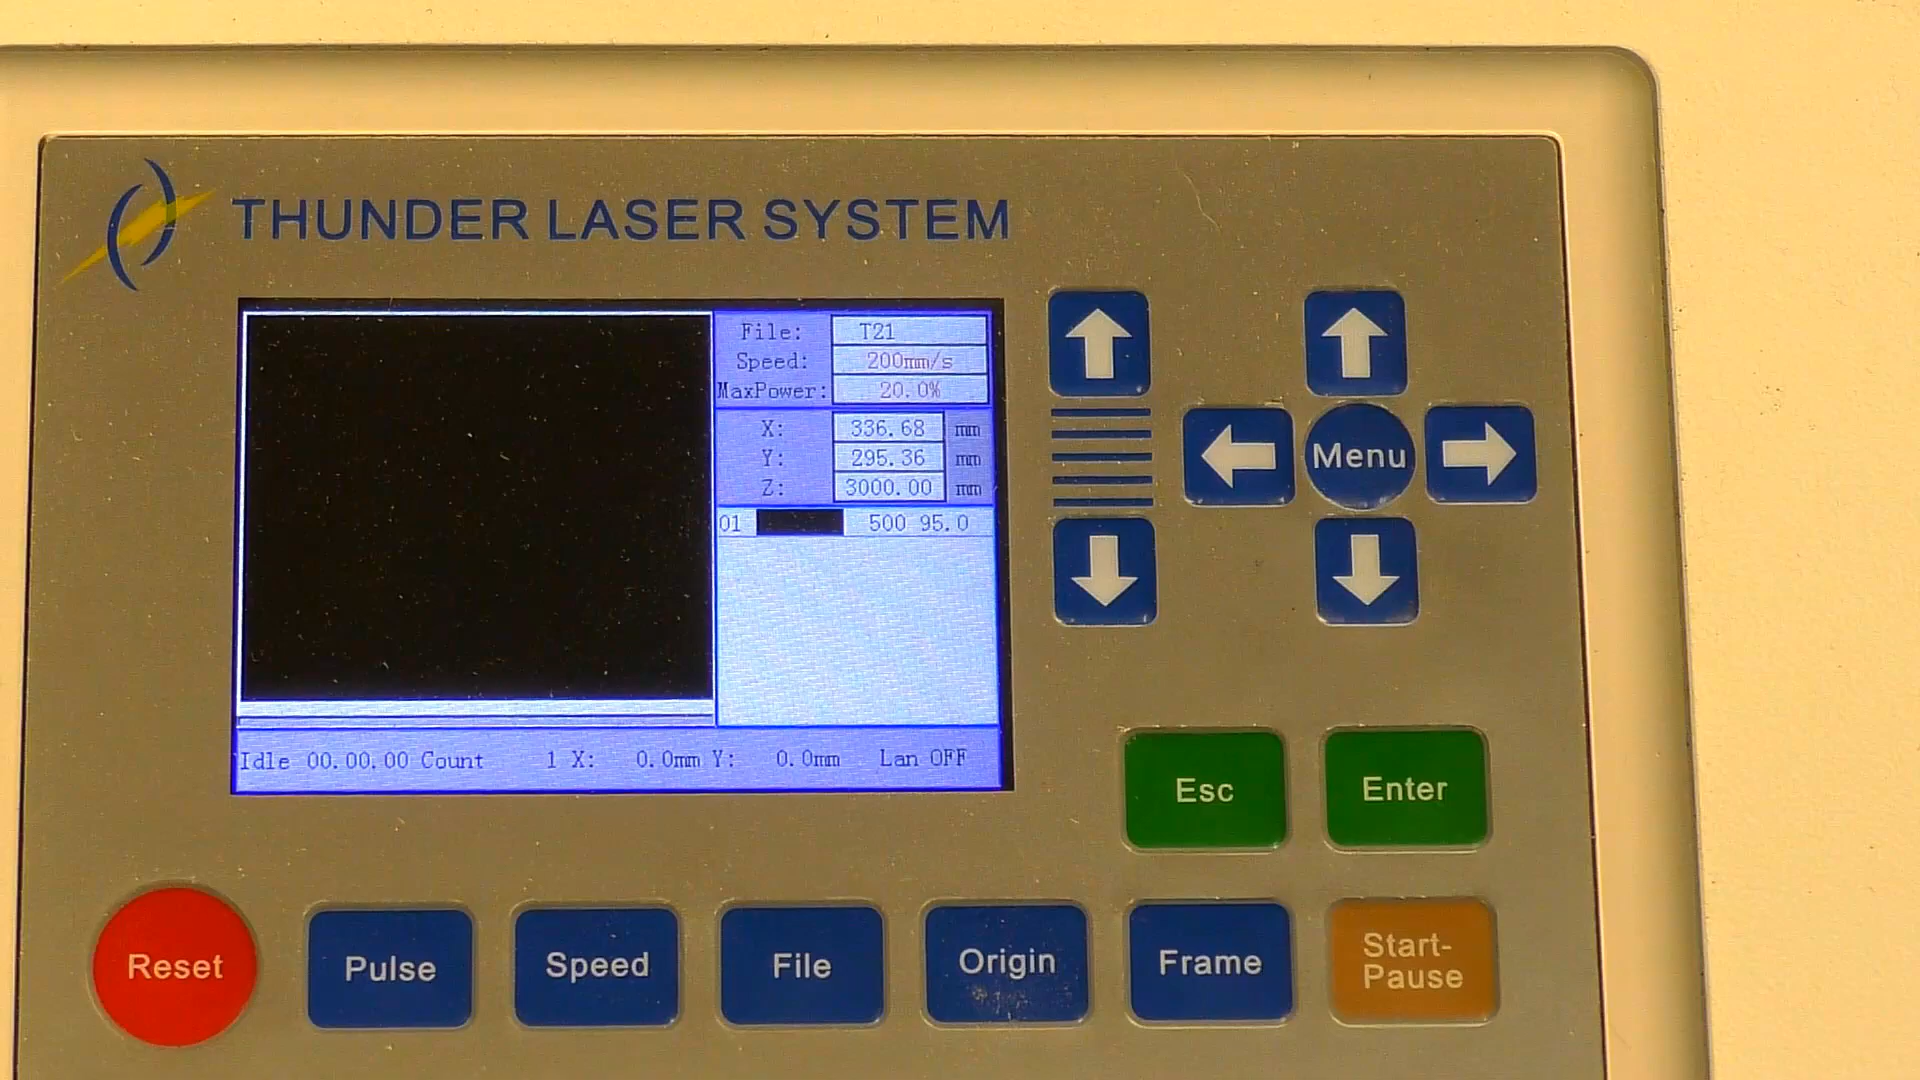 THUNDER LASER SYSTEM
File: T21
Speed: 200mm/s
MaxPower: 20.0%
X: 336.68 mm
Y: 295.36 mm
Z: 3000.00 mm
01 500 95.0
Idle 00.00.00 Count 1 X: 0.0mm Y: 0.0mm Lan OFF
Menu
Esc Enter
Reset Pulse Speed File Origin Frame Start-
Pause